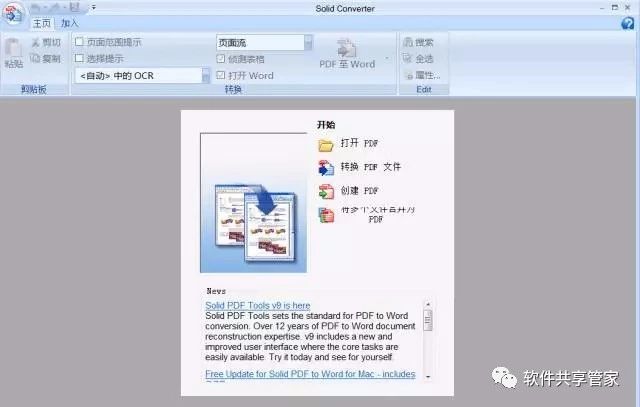 Solid Converter
主页 加入
粘贴
剪切
复制
剪贴板
页面范围提示
选择提示
<自动> 中的 OCR
页面流
侦测表格
打开 Word
PDF 至 Word
转换
搜索
全选
属性...
Edit
开始
打开 PDF
转换 PDF 文件
创建 PDF
将多个文件合并为
PDF
News
Solid PDF Tools v9 is here
Solid PDF Tools sets the standard for PDF to Word
conversion. Over 12 years of PDF to Word document
reconstruction expertise. v9 includes a new and
improved user interface where the core tasks are
easily available. Try it today and see for yourself.
Free Update for Solid PDF to Word for Mac - includes
软件共享管家